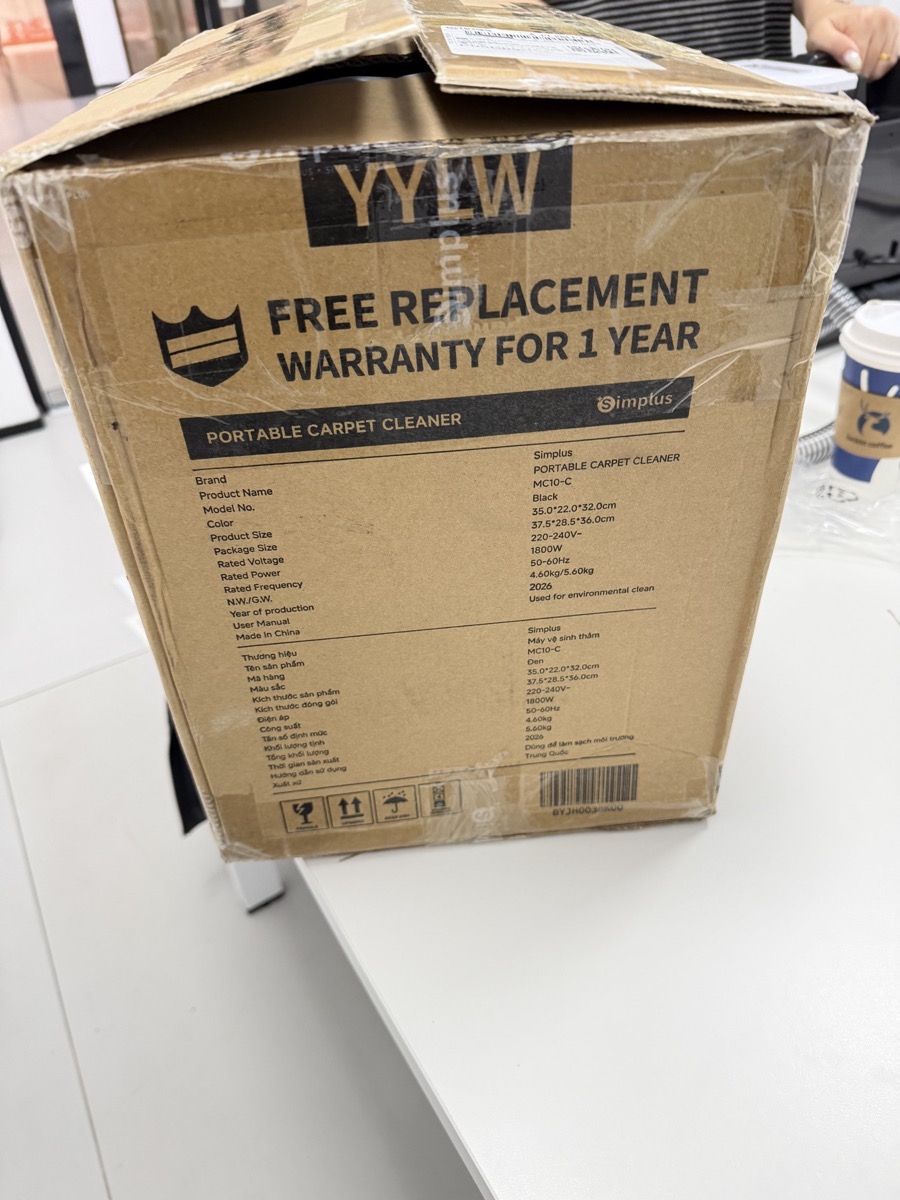 YYLW
FREE REPLACEMENT
WARRANTY FOR 1 YEAR
PORTABLE CARPET CLEANER
Simplus
Brand Simplus
Product Name PORTABLE CARPET CLEANER
Model No. MC10-C
Color Black
Product Size 35.0*22.0*32.0cm
Package Size 37.5*28.5*36.0cm
Rated Voltage 220-240V~
Rated Power 1800W
Rated Frequency 50-60Hz
N.W./G.W. 4.60kg/5.60kg
Year of production 2026
User Manual Used for environmental clean
Made in China
Thương hiệu Simplus
Tên sản phẩm Máy vệ sinh thảm
Mã hàng MC10-C
Màu sắc Đen
Kích thước sản phẩm 35.0*22.0*32.0cm
Kích thước đóng gói 37.5*28.5*36.0cm
Điện áp 220-240V~
Công suất 1800W
Tần số định mức 50-60Hz
Khối lượng tịnh 4.60kg
Tổng khối lượng 5.60kg
Thời gian sản xuất 2026
Hướng dẫn sử dụng Dùng để làm sạch môi trường
Xuất xứ Trung Quốc